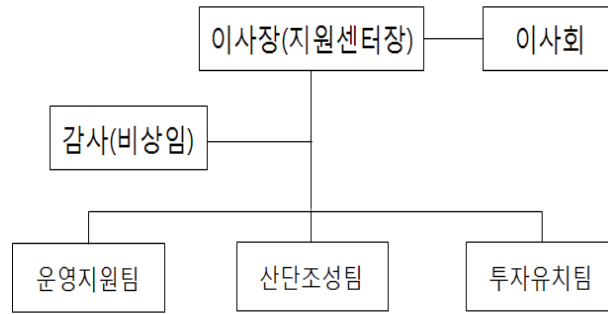 이사장(지원센터장)
이사회
감사(비상임)
운영지원팀
산단조성팀
투자유치팀